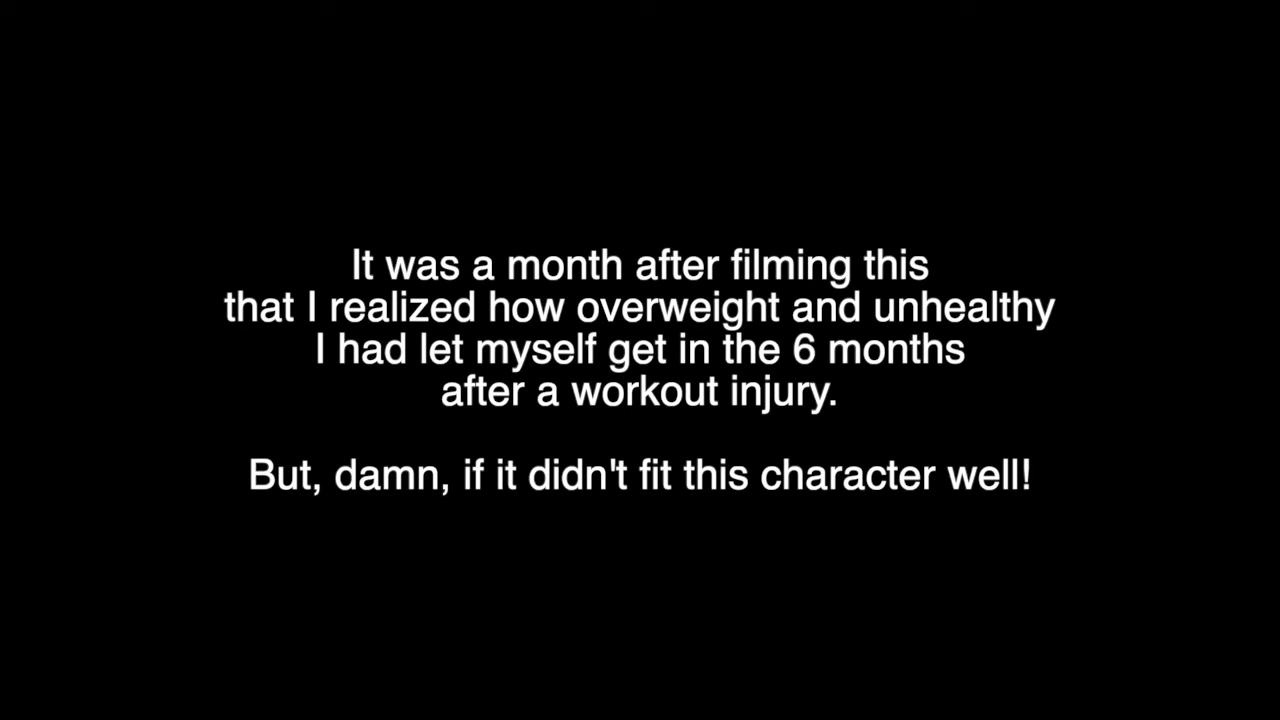 It was a month after filming this
that I realized how overweight and unhealthy
I had let myself get in the 6 months
after a workout injury.
But, damn, if it didn't fit this character well!